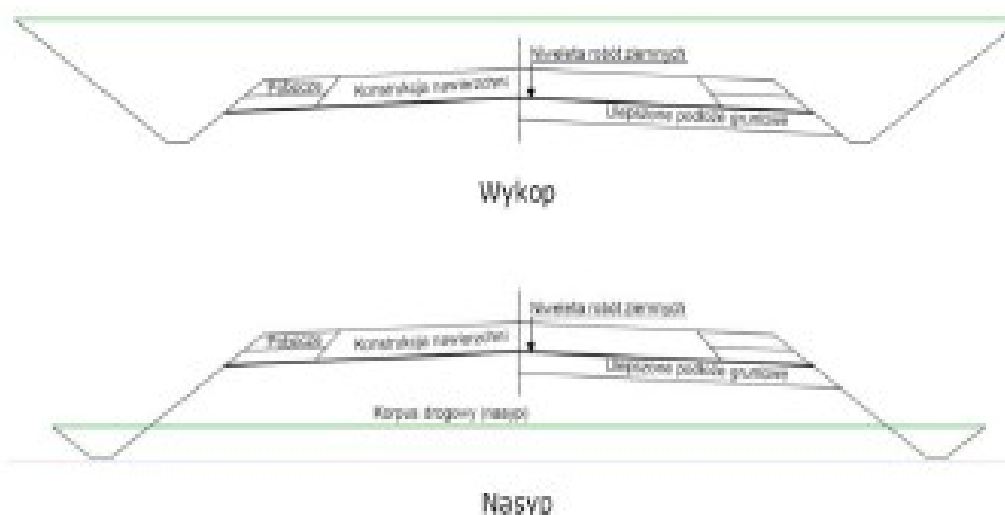 Niweleta robót ziemnych
Pobocze Konstrukcja nawierzchni
Ulepszone podłoże gruntowe
Wykop
Niweleta robót ziemnych
Pobocze Konstrukcja nawierzchni
Ulepszone podłoże gruntowe
Korpus drogowy (nasyp)
Nasyp